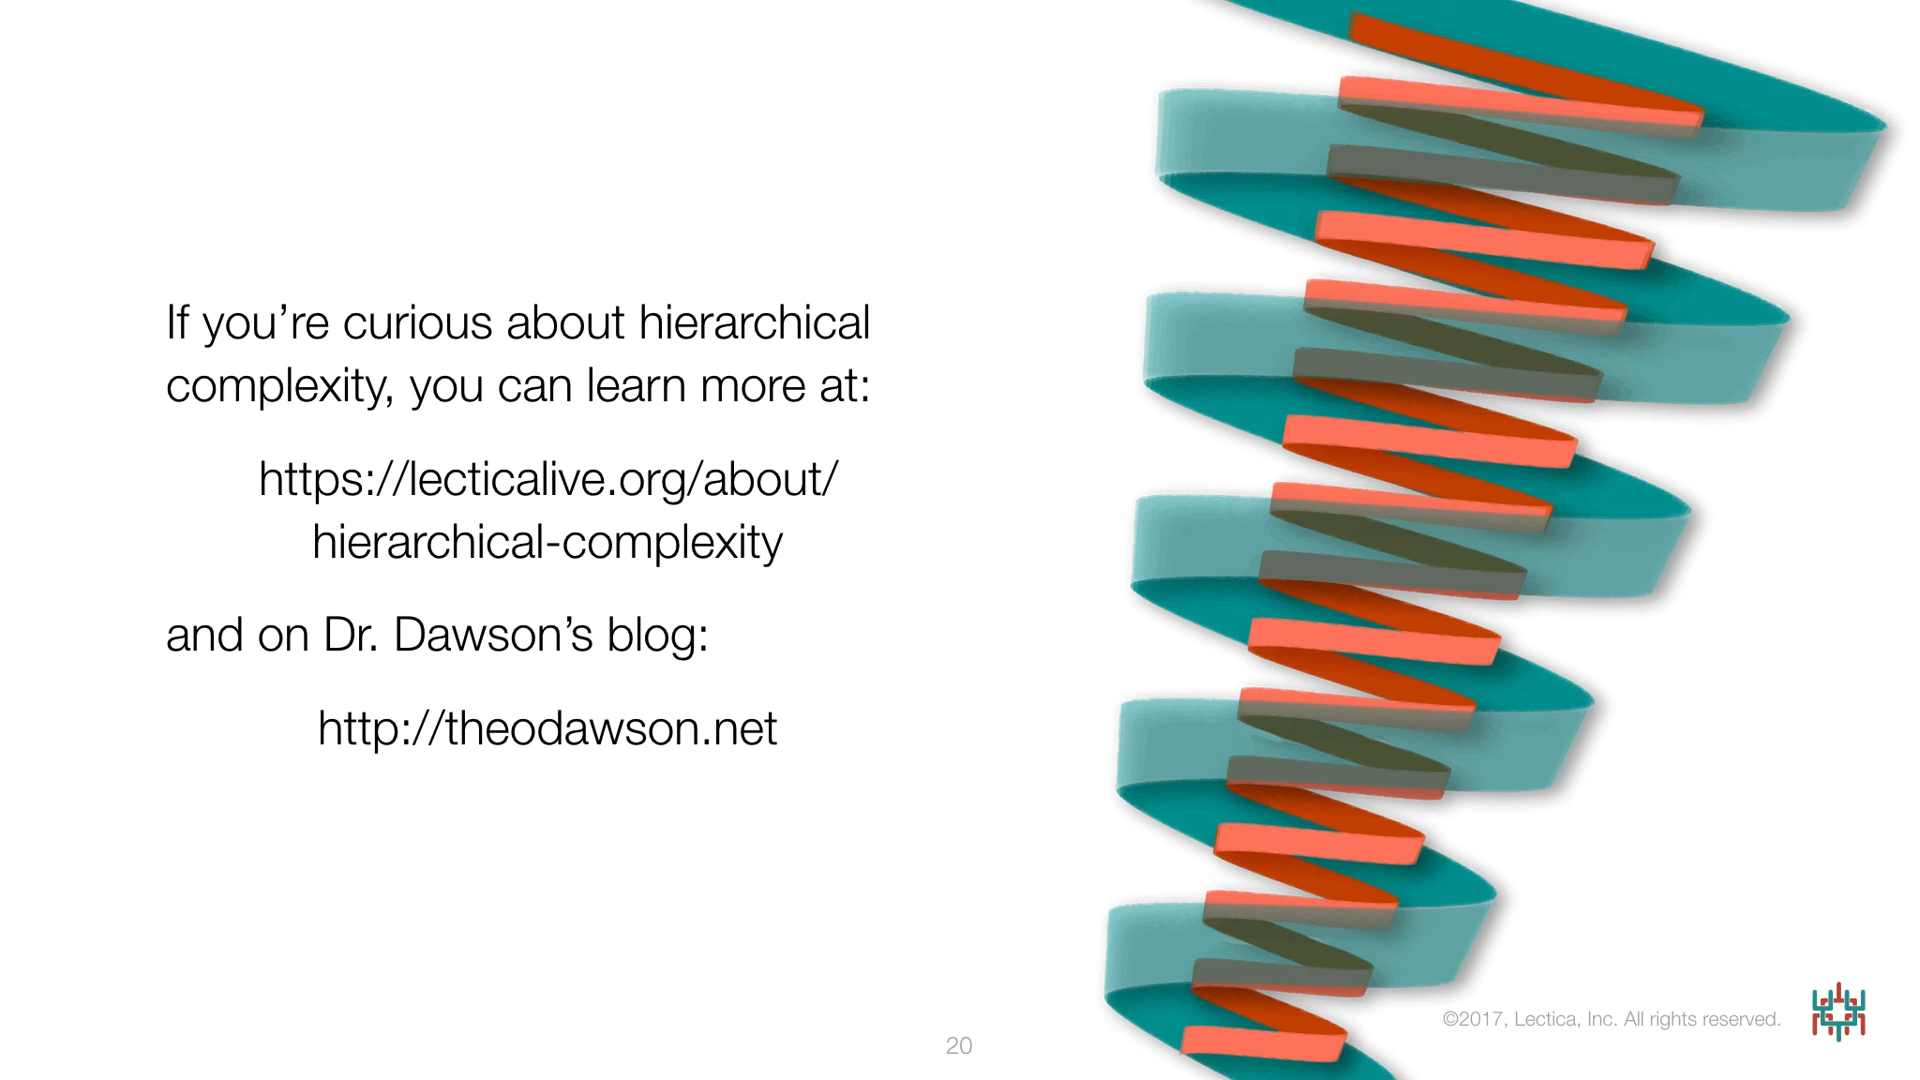 If you’re curious about hierarchical
complexity, you can learn more at:
https://lecticalive.org/about/
hierarchical-complexity
and on Dr. Dawson’s blog:
http://theodawson.net
©2017, Lectica, Inc. All rights reserved.
20